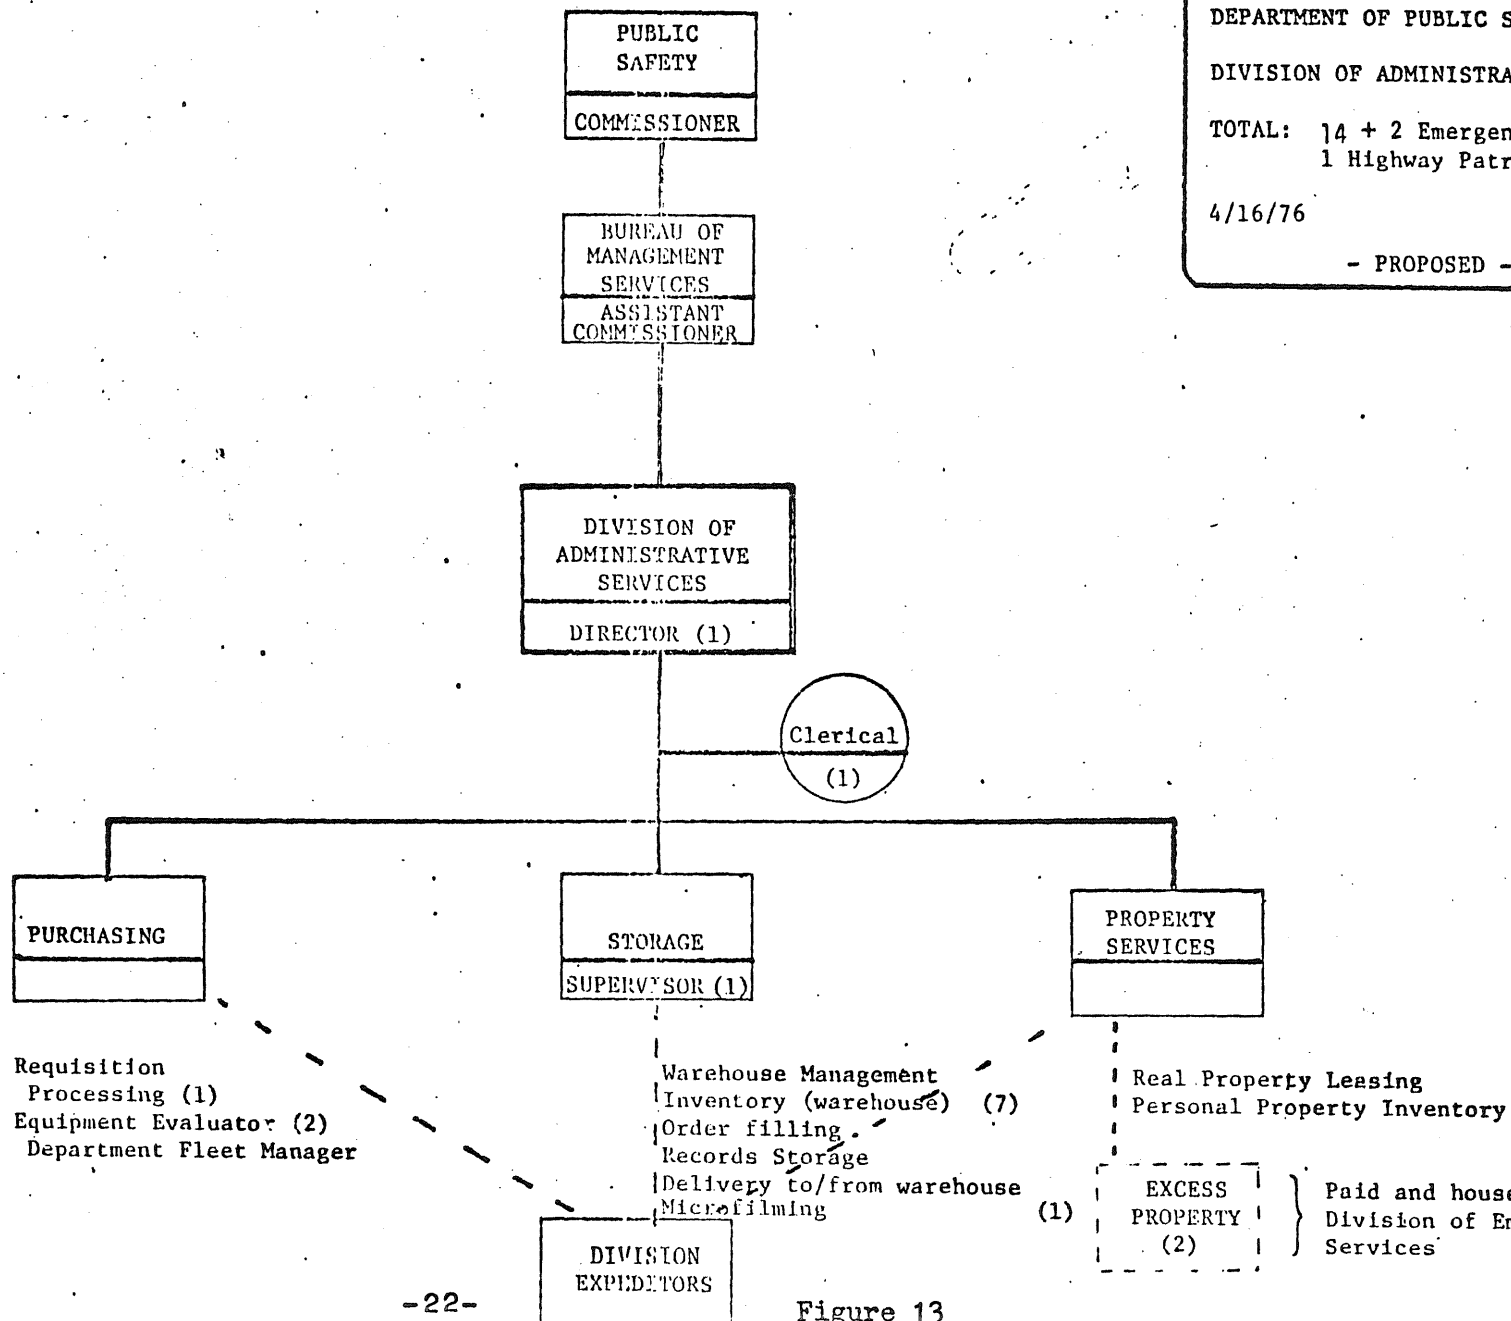 PUBLIC
SAFETY
COMMISSIONER
DEPARTMENT OF PUBLIC S
DIVISION OF ADMINISTRA
TOTAL: 14 + 2 Emergen
1 Highway Patr
4/16/76
- PROPOSED -
BUREAU OF
MANAGEMENT
SERVICES
ASSISTANT
COMMISSIONER
DIVISION OF
ADMINISTRATIVE
SERVICES
DIRECTOR (1)
Clerical
(1)
PURCHASING
STORAGE
SUPERVISOR (1)
PROPERTY
SERVICES
Requisition
Processing (1)
Equipment Evaluator (2)
Department Fleet Manager
Warehouse Management
Inventory (warehouse) (7)
Order filling
Records Storage
Delivery to/from warehouse
Microfilming (1)
Real Property Leasing
Personal Property Inventory
EXCESS
PROPERTY
(2)
Paid and house
Division of Em
Services
DIVISION
EXPEDITORS
-22-
Figure 13